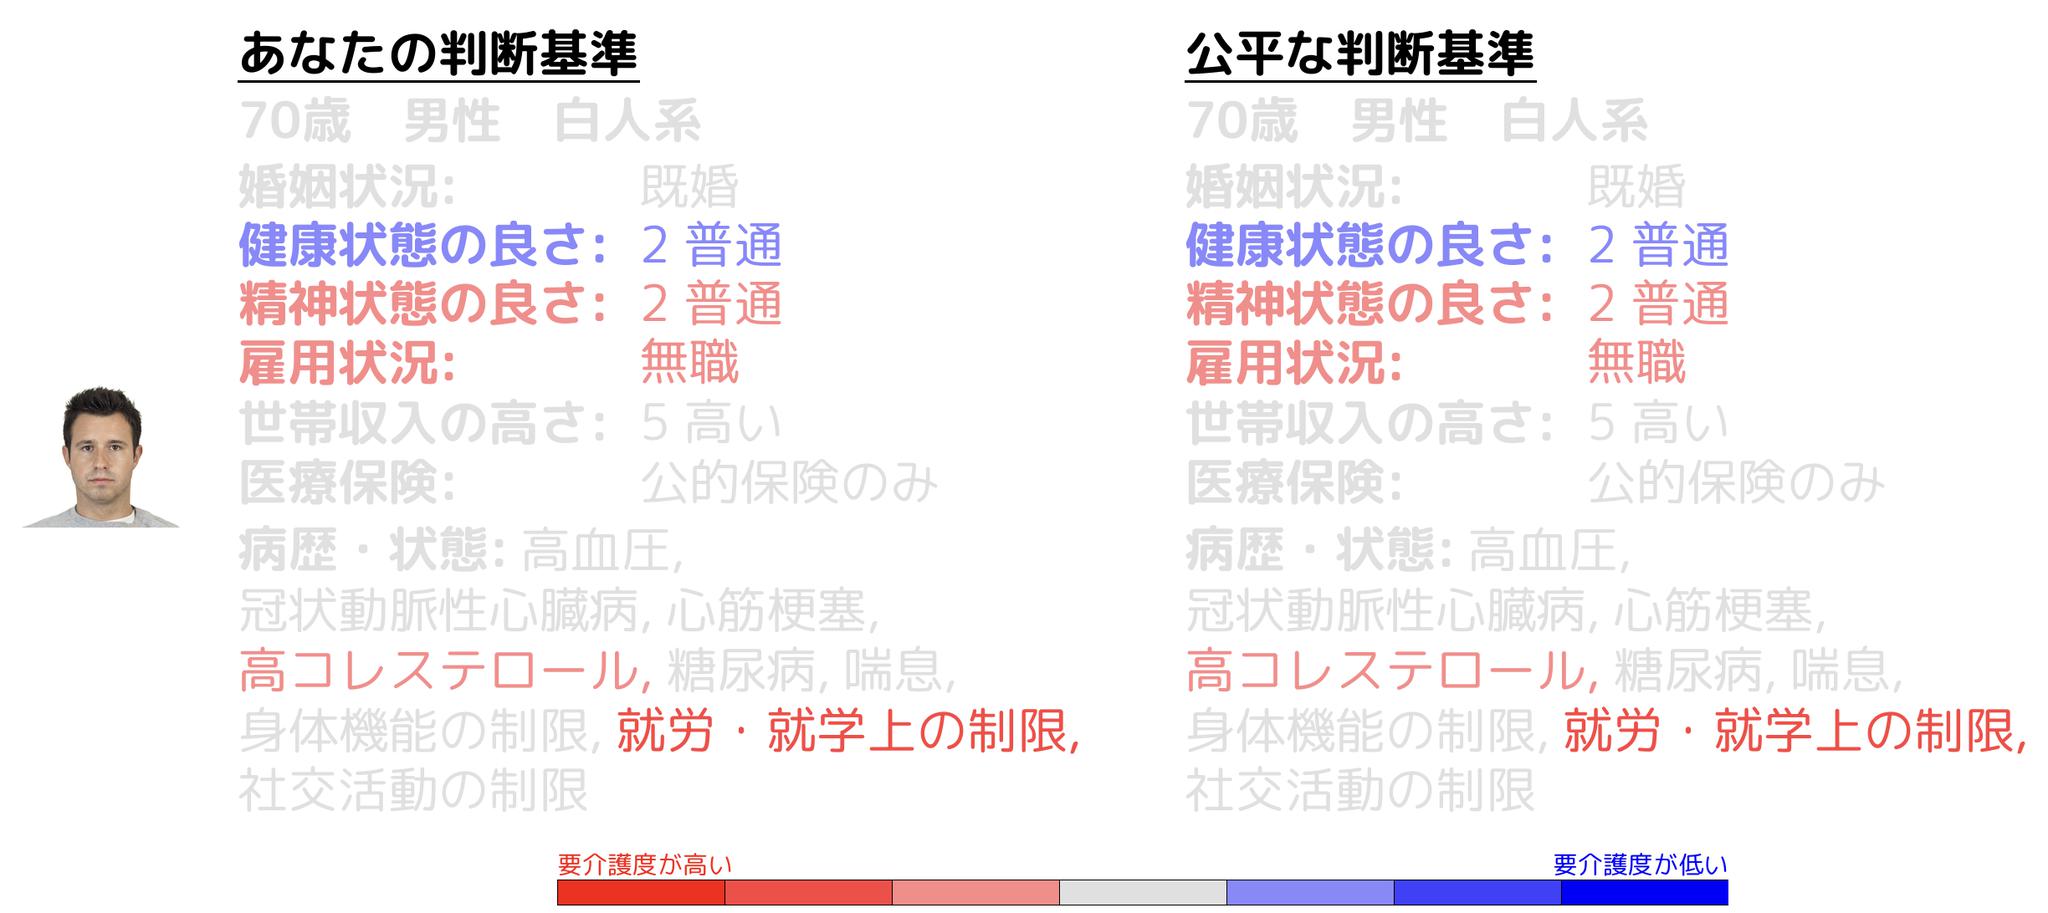 あなたの判断基準
70歳　男性　白人系
婚姻状況: 既婚
健康状態の良さ: 2 普通
精神状態の良さ: 2 普通
雇用状況: 無職
世帯収入の高さ: 5 高い
医療保険: 公的保険のみ
病歴・状態: 高血圧,
冠状動脈性心臓病, 心筋梗塞,
高コレステロール, 糖尿病, 喘息,
身体機能の制限, 就労・就学上の制限,
社交活動の制限
公平な判断基準
70歳　男性　白人系
婚姻状況: 既婚
健康状態の良さ: 2 普通
精神状態の良さ: 2 普通
雇用状況: 無職
世帯収入の高さ: 5 高い
医療保険: 公的保険のみ
病歴・状態: 高血圧,
冠状動脈性心臓病, 心筋梗塞,
高コレステロール, 糖尿病, 喘息,
身体機能の制限, 就労・就学上の制限,
社交活動の制限
要介護度が高い
要介護度が低い